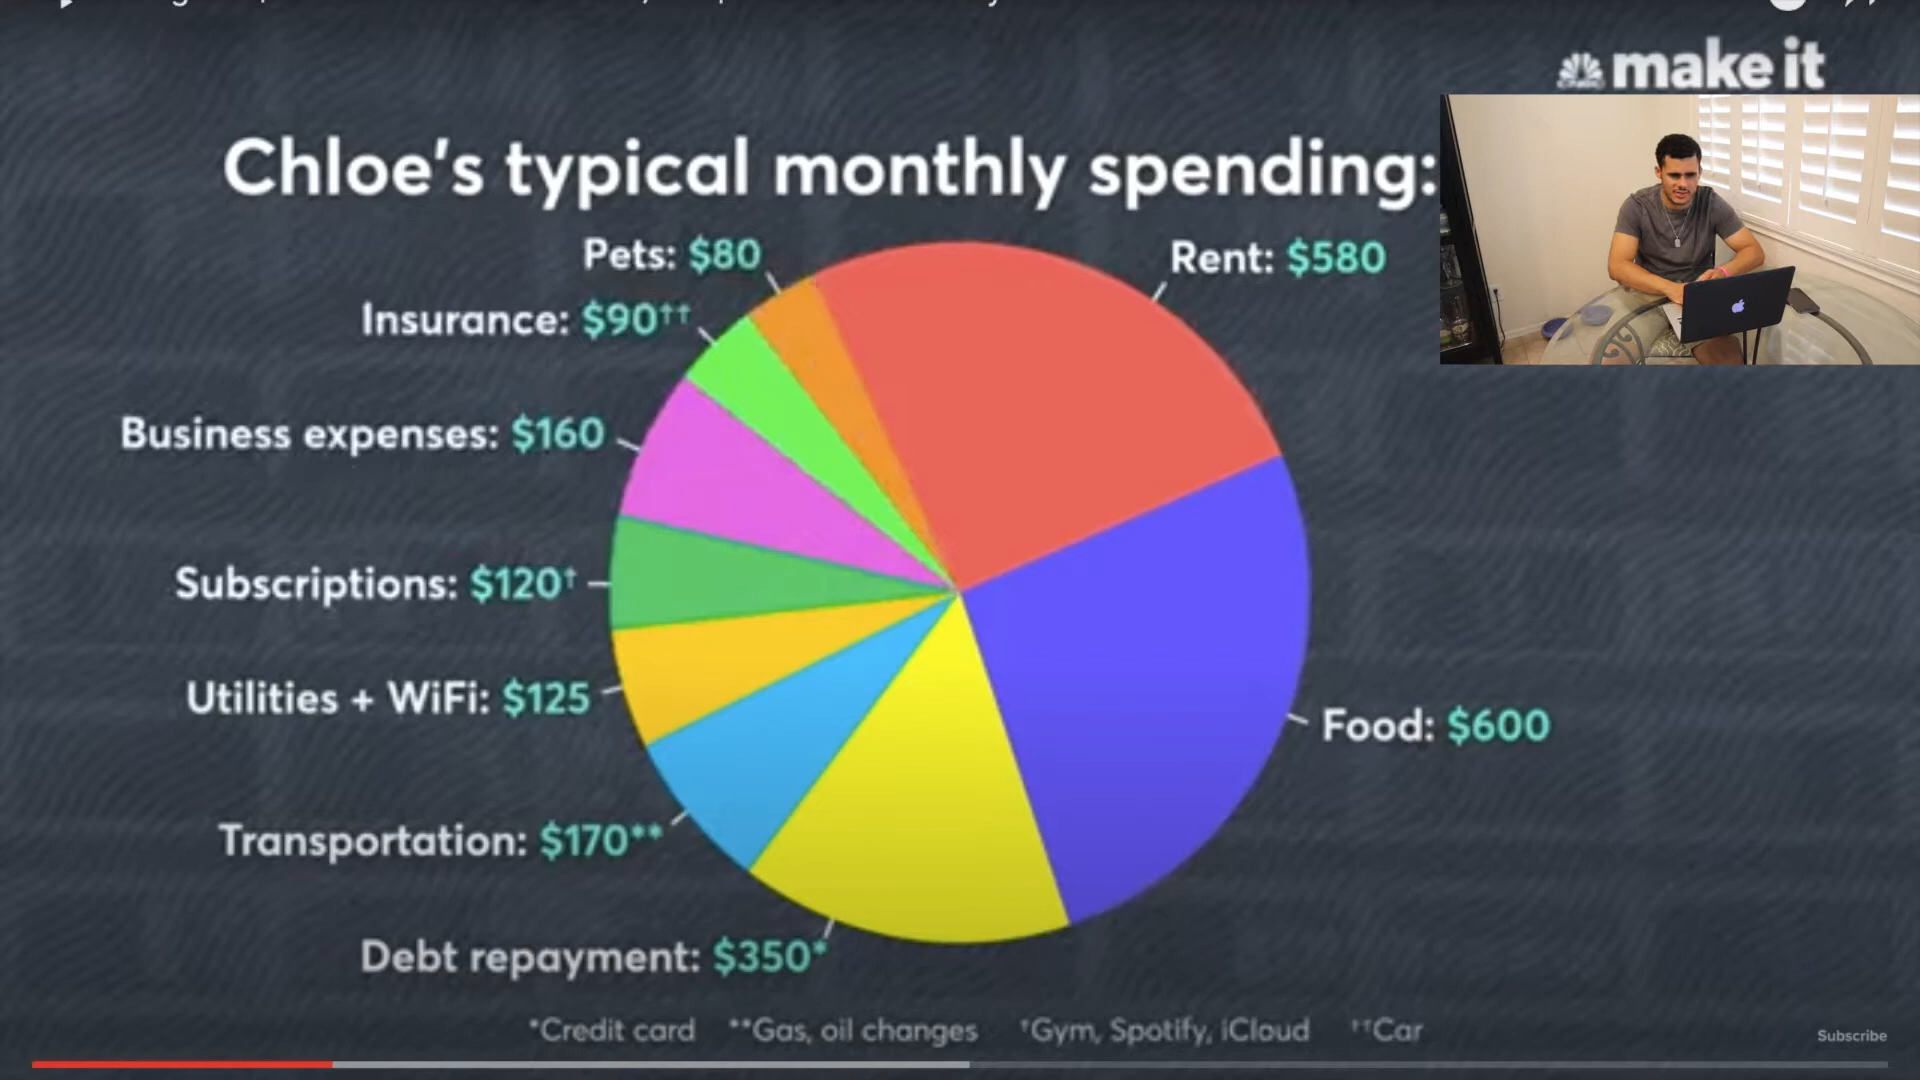 make it
Chloe's typical monthly spending:
Pets: $80
Rent: $580
Insurance: $90††
Business expenses: $160
Subscriptions: $120†
Utilities + WiFi: $125
Food: $600
Transportation: $170**
Debt repayment: $350*
*Credit card **Gas, oil changes †Gym, Spotify, iCloud ††Car
Subscribe